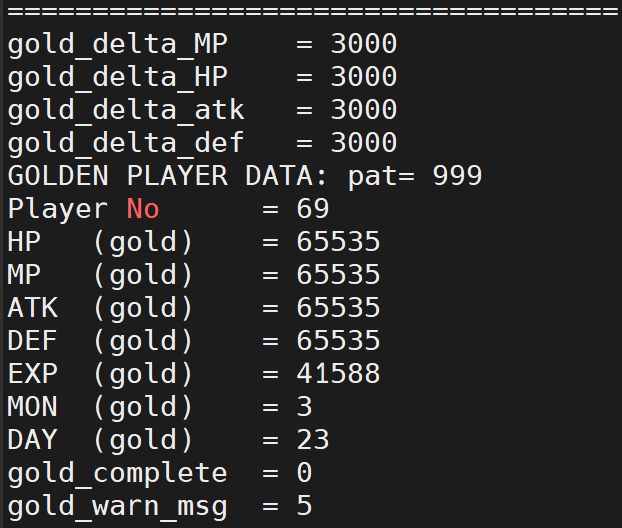 =====================================
gold_delta_MP    = 3000
gold_delta_HP    = 3000
gold_delta_atk   = 3000
gold_delta_def   = 3000
GOLDEN PLAYER DATA: pat= 999
Player No      = 69
HP   (gold)    = 65535
MP   (gold)    = 65535
ATK  (gold)    = 65535
DEF  (gold)    = 65535
EXP  (gold)    = 41588
MON  (gold)    = 3
DAY  (gold)    = 23
gold_complete  = 0
gold_warn_msg  = 5